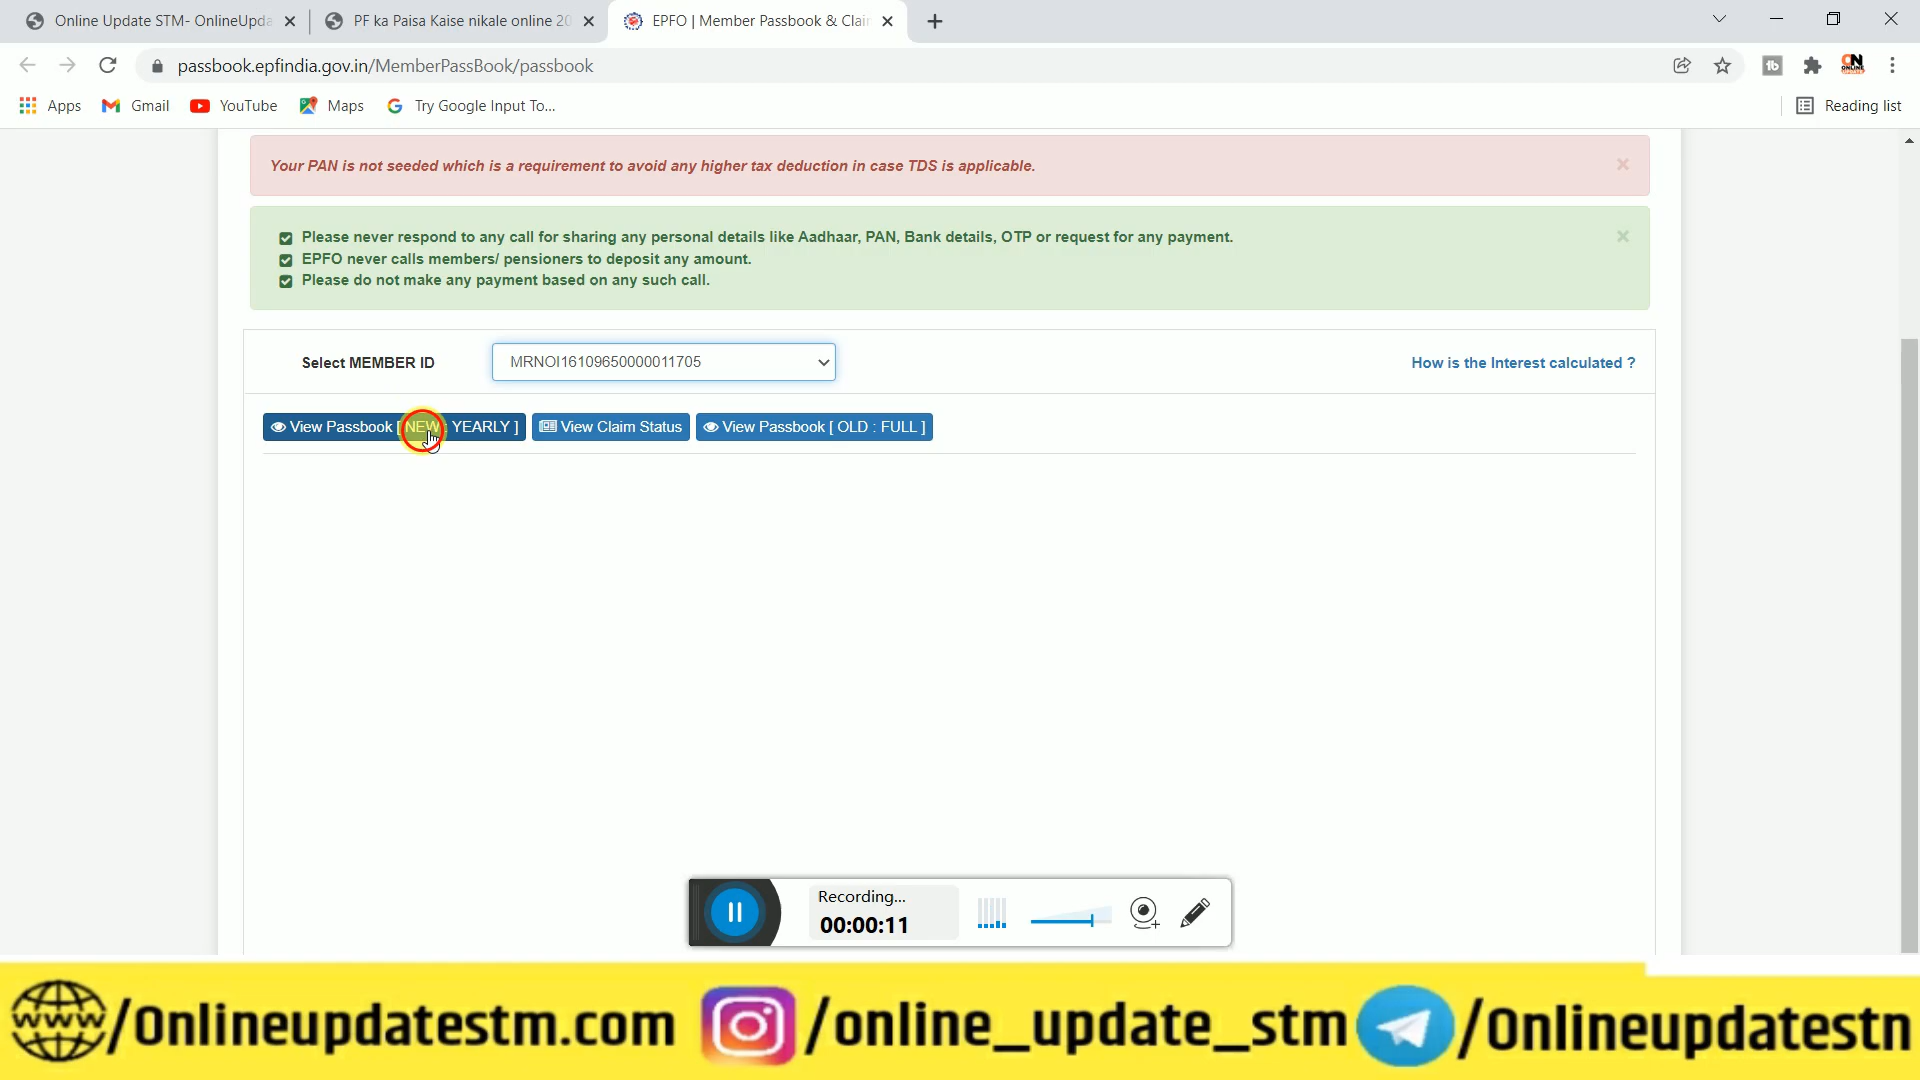 Online Update STM- OnlineUpda
PF ka Paisa Kaise nikale online 20
EPFO | Member Passbook & Clai
passbook.epfindia.gov.in/MemberPassBook/passbook
Apps
Gmail
YouTube
Maps
Try Google Input To...
Reading list
Your PAN is not seeded which is a requirement to avoid any higher tax deduction in case TDS is applicable.
Please never respond to any call for sharing any personal details like Aadhaar, PAN, Bank details, OTP or request for any payment.
EPFO never calls members/ pensioners to deposit any amount.
Please do not make any payment based on any such call.
Select MEMBER ID
MRNOI16109650000011705
How is the Interest calculated ?
View Passbook [ NEW : YEARLY ]
View Claim Status
View Passbook [ OLD : FULL ]
Recording...
00:00:11
www/Onlineupdatestm.com
/online_update_stm
/Onlineupdatestn